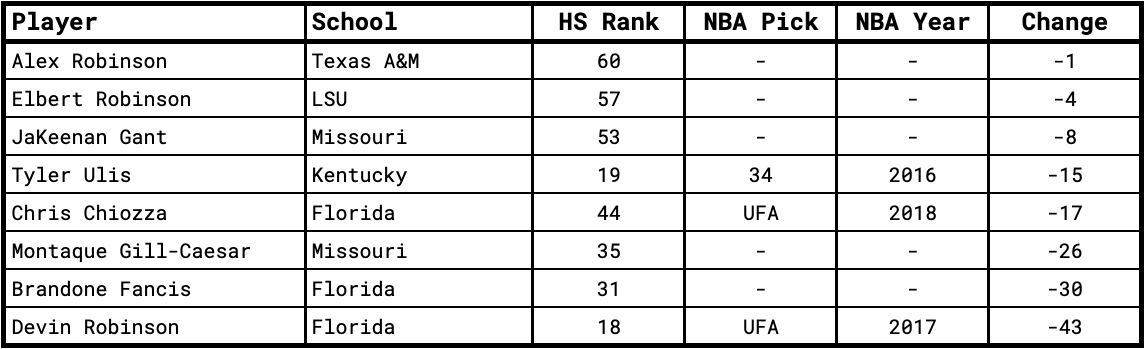 Player School HS Rank NBA Pick NBA Year Change
Alex Robinson Texas A&M 60 - - -1
Elbert Robinson LSU 57 - - -4
JaKeenan Gant Missouri 53 - - -8
Tyler Ulis Kentucky 19 34 2016 -15
Chris Chiozza Florida 44 UFA 2018 -17
Montaque Gill-Caesar Missouri 35 - - -26
Brandone Fancis Florida 31 - - -30
Devin Robinson Florida 18 UFA 2017 -43